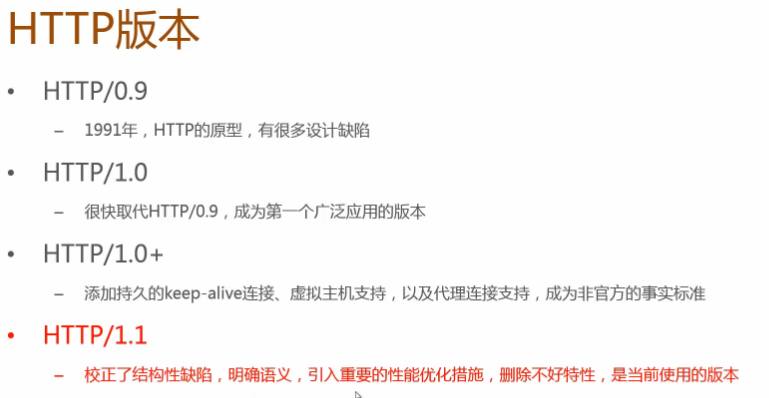 HTTP版本
• HTTP/0.9
– 1991年，HTTP的原型，有很多设计缺陷
• HTTP/1.0
– 很快取代HTTP/0.9，成为第一个广泛应用的版本
• HTTP/1.0+
– 添加持久的keep-alive连接、虚拟主机支持，以及代理连接支持，成为非官方的事实标准
• HTTP/1.1
– 校正了结构性缺陷，明确语义，引入重要的性能优化措施，删除不好特性，是当前使用的版本